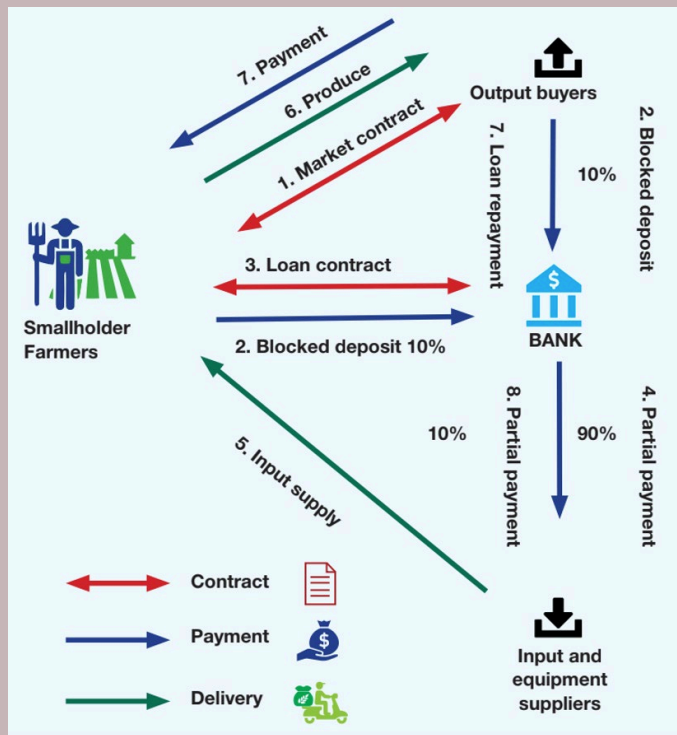 7. Payment
6. Produce
1. Market contract
Output buyers
7. Loan repayment
10%
2. Blocked deposit
3. Loan contract
2. Blocked deposit 10%
$
BANK
Smallholder
Farmers
5. Input supply
10%
8. Partial payment
90%
4. Partial payment
Contract
Payment
$
Delivery
Input and
equipment
suppliers